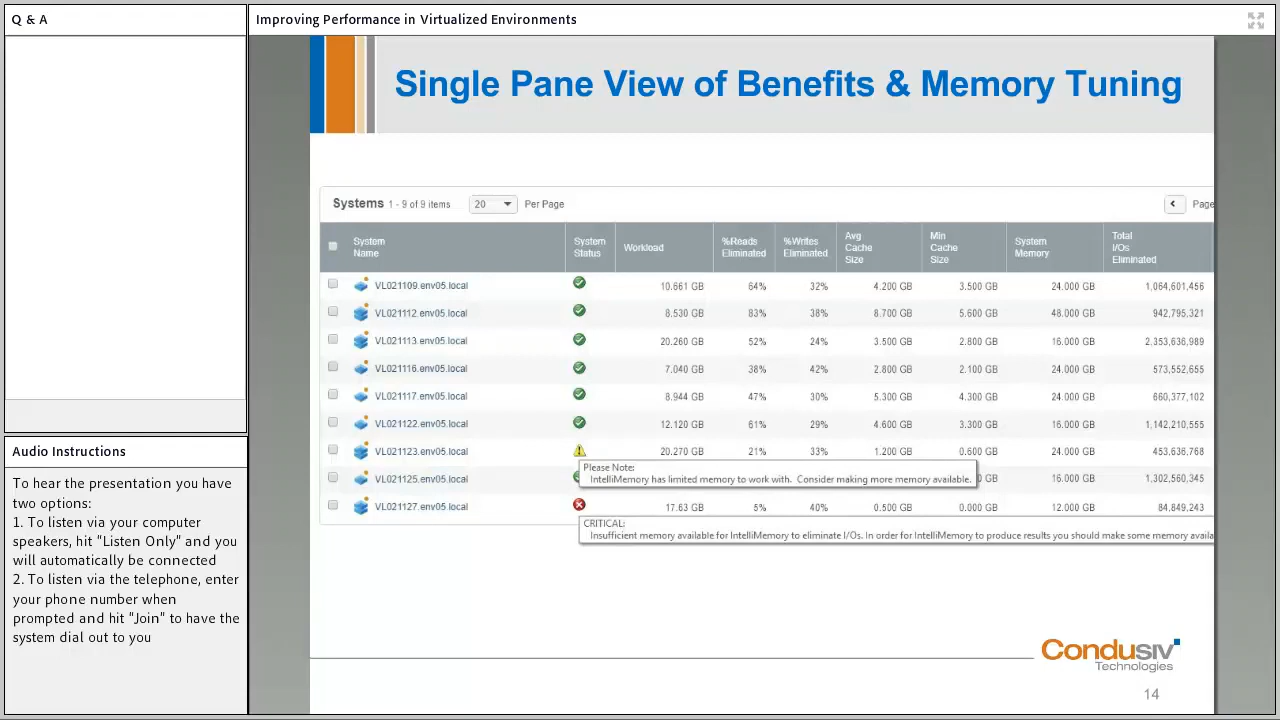 Q & A
Improving Performance in Virtualized Environments
Single Pane View of Benefits & Memory Tuning
Systems 1 - 9 of 9 items 20 Per Page Page
System Name System Status Workload %Reads Eliminated %Writes Eliminated Avg Cache Size Min Cache Size System Memory Total I/Os Eliminated
VL021109.env05.local 10.661 GB 64% 32% 4.200 GB 3.500 GB 24.000 GB 1,064,601,456
VL021112.env05.local 8.530 GB 83% 38% 8.700 GB 5.600 GB 48.000 GB 942,795,321
VL021113.env05.local 20.260 GB 52% 24% 3.500 GB 2.800 GB 16.000 GB 2,353,636,989
VL021116.env05.local 7.040 GB 38% 42% 2.800 GB 2.100 GB 24.000 GB 573,552,655
VL021117.env05.local 8.944 GB 47% 30% 5.300 GB 4.300 GB 24.000 GB 660,377,102
VL021122.env05.local 12.120 GB 61% 29% 4.600 GB 3.300 GB 16.000 GB 1,142,210,555
VL021123.env05.local 20.270 GB 21% 33% 1.200 GB 0.600 GB 24.000 GB 453,636,768
Please Note:
IntelliMemory has limited memory to work with. Consider making more memory available.
VL021125.env05.local 0 GB 16.000 GB 1,302,560,345
VL021127.env05.local 17.63 GB 5% 40% 0.500 GB 0.000 GB 12.000 GB 84,849,243
CRITICAL:
Insufficient memory available for IntelliMemory to eliminate I/Os. In order for IntelliMemory to produce results you should make some memory availa
Condusiv
Technologies
14
Audio Instructions
To hear the presentation you have
two options:
1. To listen via your computer
speakers, hit "Listen Only" and you
will automatically be connected
2. To listen via the telephone, enter
your phone number when
prompted and hit "Join" to have the
system dial out to you